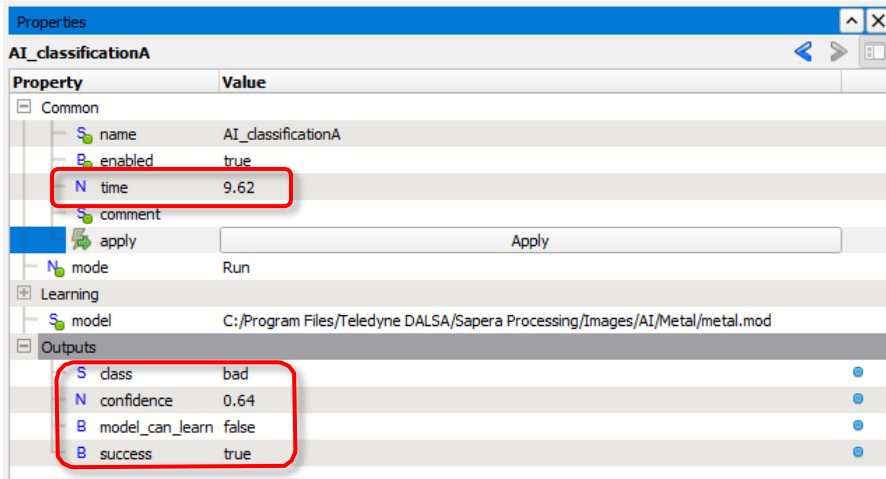 Properties
AI_classificationA
Property Value
Common
S name AI_classificationA
B enabled true
N time 9.62
S comment
apply Apply
N mode Run
Learning
S model C:/Program Files/Teledyne DALSA/Sapera Processing/Images/AI/Metal/metal.mod
Outputs
S class bad
N confidence 0.64
B model_can_learn false
B success true